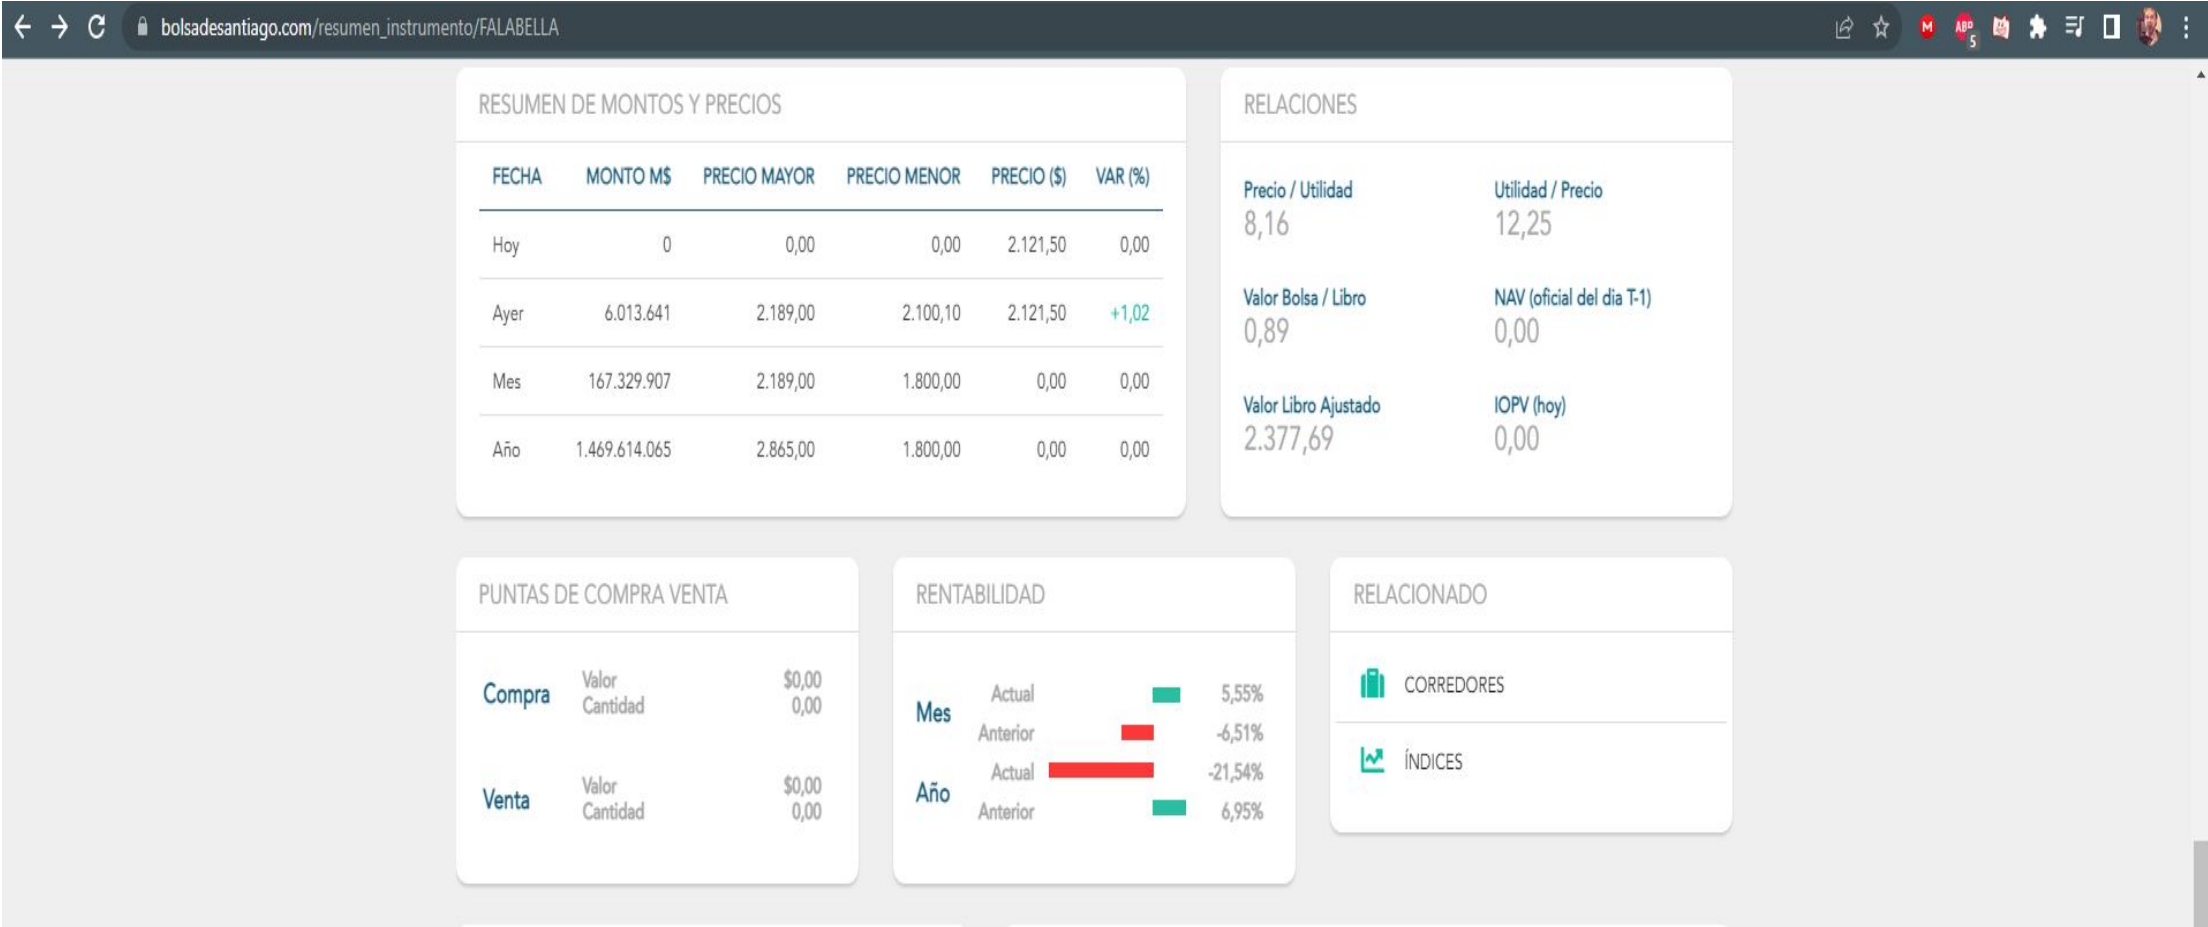 bolsadesantiago.com/resumen_instrumento/FALABELLA
M
ABP
5
RESUMEN DE MONTOS Y PRECIOS
FECHA MONTO M$ PRECIO MAYOR PRECIO MENOR PRECIO ($) VAR (%)
Hoy 0 0,00 0,00 2.121,50 0,00
Ayer 6.013.641 2.189,00 2.100,10 2.121,50 +1,02
Mes 167.329.907 2.189,00 1.800,00 0,00 0,00
Año 1.469.614.065 2.865,00 1.800,00 0,00 0,00
RELACIONES
Precio / Utilidad Utilidad / Precio
8,16 12,25
Valor Bolsa / Libro NAV (oficial del dia T-1)
0,89 0,00
Valor Libro Ajustado IOPV (hoy)
2.377,69 0,00
PUNTAS DE COMPRA VENTA
Compra
Valor $0,00
Cantidad 0,00
Venta
Valor $0,00
Cantidad 0,00
RENTABILIDAD
Mes
Actual 5,55%
Anterior -6,51%
Año
Actual -21,54%
Anterior 6,95%
RELACIONADO
CORREDORES
ÍNDICES